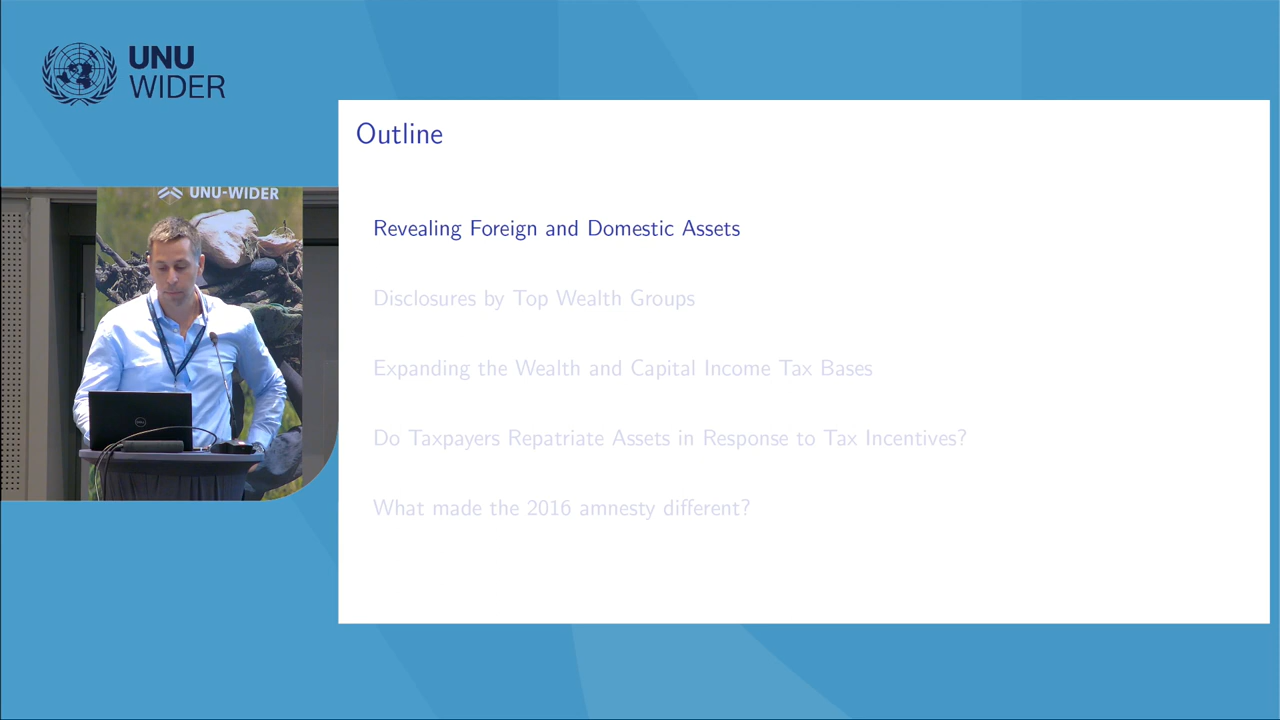 UNU
WIDER
Outline
UNU-WIDER
Revealing Foreign and Domestic Assets
Disclosures by Top Wealth Groups
Expanding the Wealth and Capital Income Tax Bases
Do Taxpayers Repatriate Assets in Response to Tax Incentives?
What made the 2016 amnesty different?
DELL